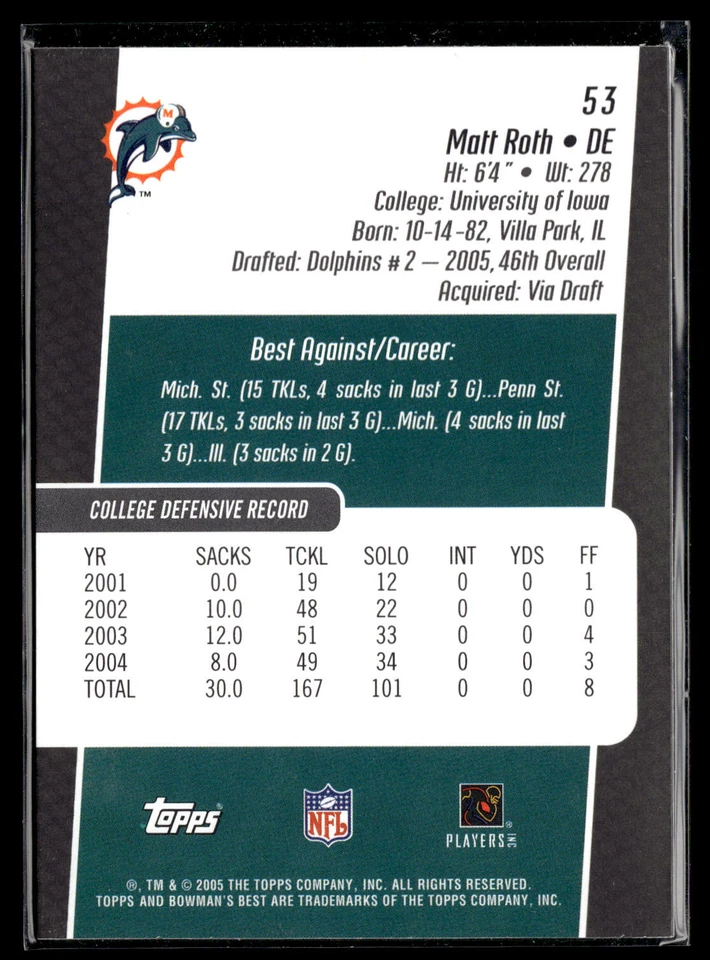 53
M
TM
Matt Roth • DE
Ht: 6'4" • Wt: 278
College: University of Iowa
Born: 10-14-82, Villa Park, IL
Drafted: Dolphins # 2 — 2005, 46th Overall
Acquired: Via Draft
Best Against/Career:
Mich. St. (15 TKLs, 4 sacks in last 3 G)...Penn St.
(17 TKLs, 3 sacks in last 3 G)...Mich. (4 sacks in last
3 G)...Ill. (3 sacks in 2 G).
COLLEGE DEFENSIVE RECORD
YR SACKS TCKL SOLO INT YDS FF
2001 0.0 19 12 0 0 1
2002 10.0 48 22 0 0 0
2003 12.0 51 33 0 0 4
2004 8.0 49 34 0 0 3
TOTAL 30.0 167 101 0 0 8
Topps® NFL PLAYERS INC ®
®, TM & © 2005 THE TOPPS COMPANY, INC. ALL RIGHTS RESERVED.
TOPPS AND BOWMAN'S BEST ARE TRADEMARKS OF THE TOPPS COMPANY, INC.